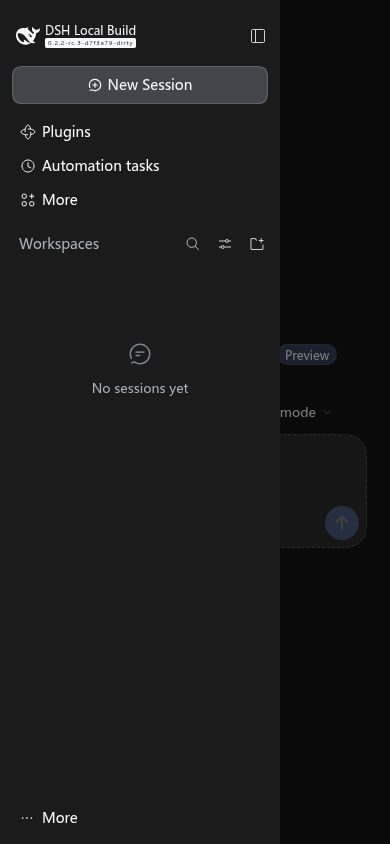 DSH Local Build
0.2.2-rc.3-d7f3a79-dirty
New Session
Plugins
Automation tasks
More
Workspaces
No sessions yet
Preview
mode
More